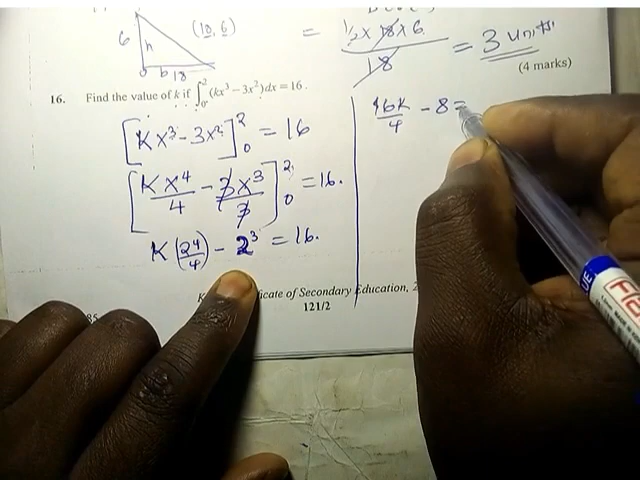 6 h (18, 6) = 1/2 x 18 x 6 / 18 = 3 units
0 b 18
(4 marks)
16. Find the value of k if ∫₀² (kx³ – 3x²)dx = 16.
[Kx³ - 3x²]₀² = 16
[Kx⁴/4 - 3x³/3]₀² = 16.
K(2⁴/4) - 2³ = 16.
16K/4 - 8 =
icate of Secondary Education, 2
121/2